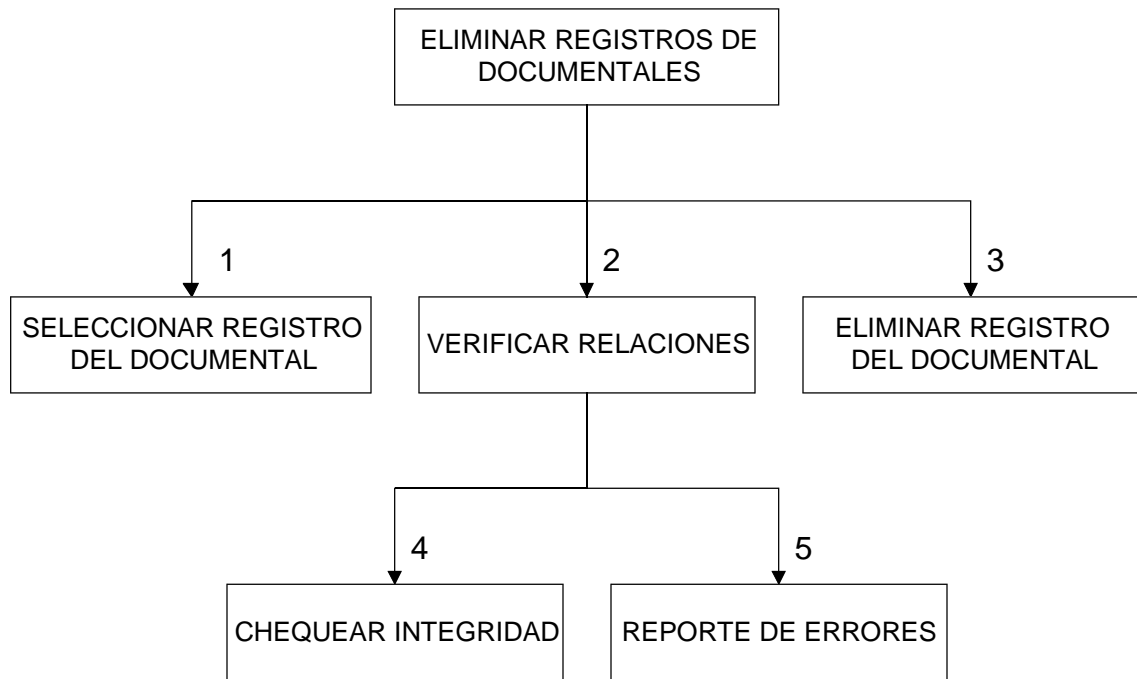 ELIMINAR REGISTROS DE
DOCUMENTALES
1
2
3
SELECCIONAR REGISTRO
DEL DOCUMENTAL
VERIFICAR RELACIONES
ELIMINAR REGISTRO
DEL DOCUMENTAL
4
5
CHEQUEAR INTEGRIDAD
REPORTE DE ERRORES